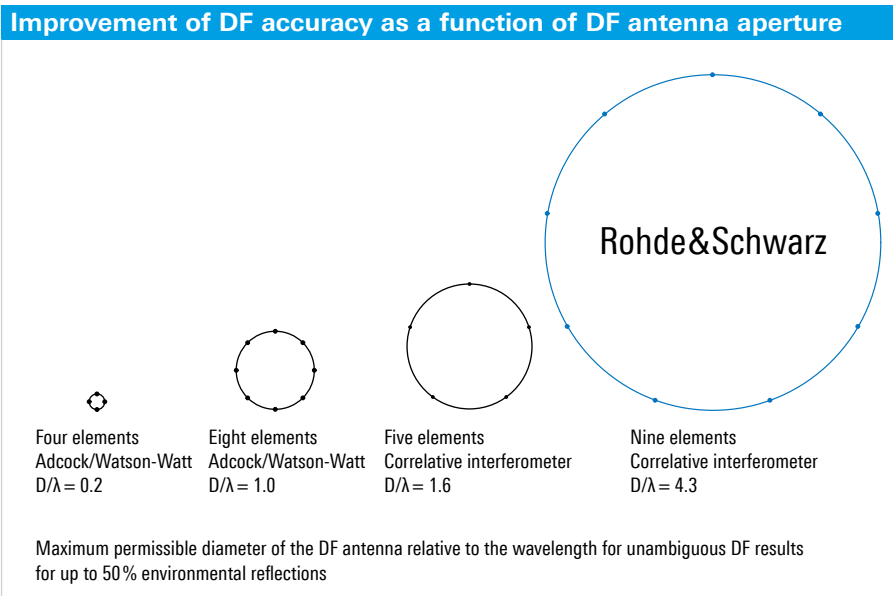 Improvement of DF accuracy as a function of DF antenna aperture
Rohde&Schwarz
Four elements
Adcock/Watson-Watt
D/λ = 0.2
Eight elements
Adcock/Watson-Watt
D/λ = 1.0
Five elements
Correlative interferometer
D/λ = 1.6
Nine elements
Correlative interferometer
D/λ = 4.3
Maximum permissible diameter of the DF antenna relative to the wavelength for unambiguous DF results
for up to 50 % environmental reflections